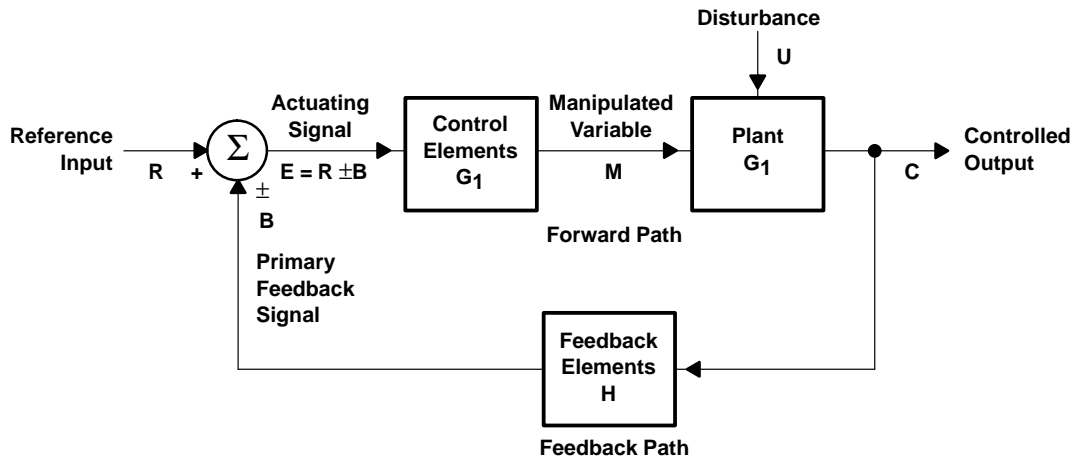 Disturbance
U
Reference
Input
R
+
Σ
±
B
Actuating
Signal
E = R ±B
Control
Elements
G1
Manipulated
Variable
M
Plant
G1
C
Controlled
Output
Forward Path
Primary
Feedback
Signal
Feedback
Elements
H
Feedback Path